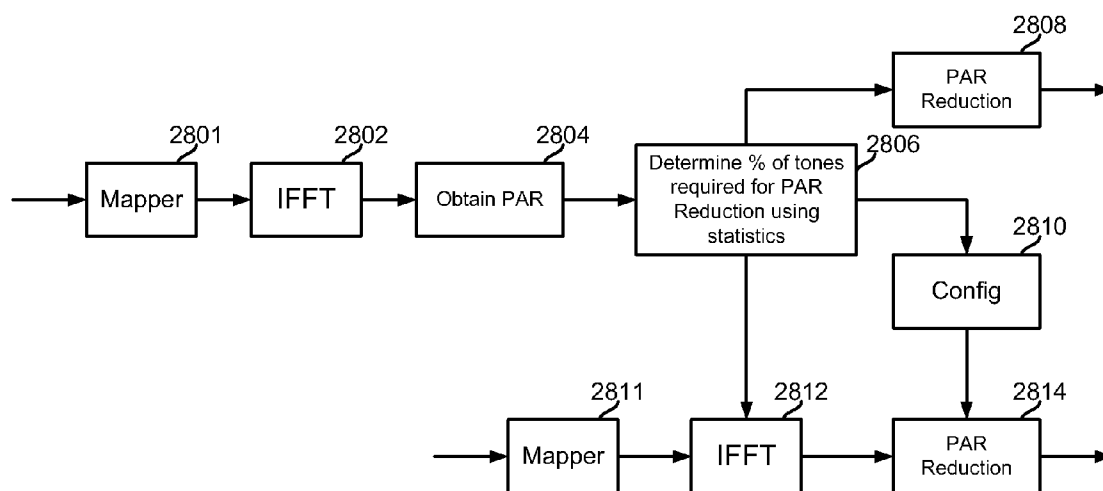 2808
PAR
Reduction
2801
Mapper
2802
IFFT
2804
Obtain PAR
2806
Determine % of tones
required for PAR
Reduction using
statistics
2810
Config
2811
Mapper
2812
IFFT
2814
PAR
Reduction